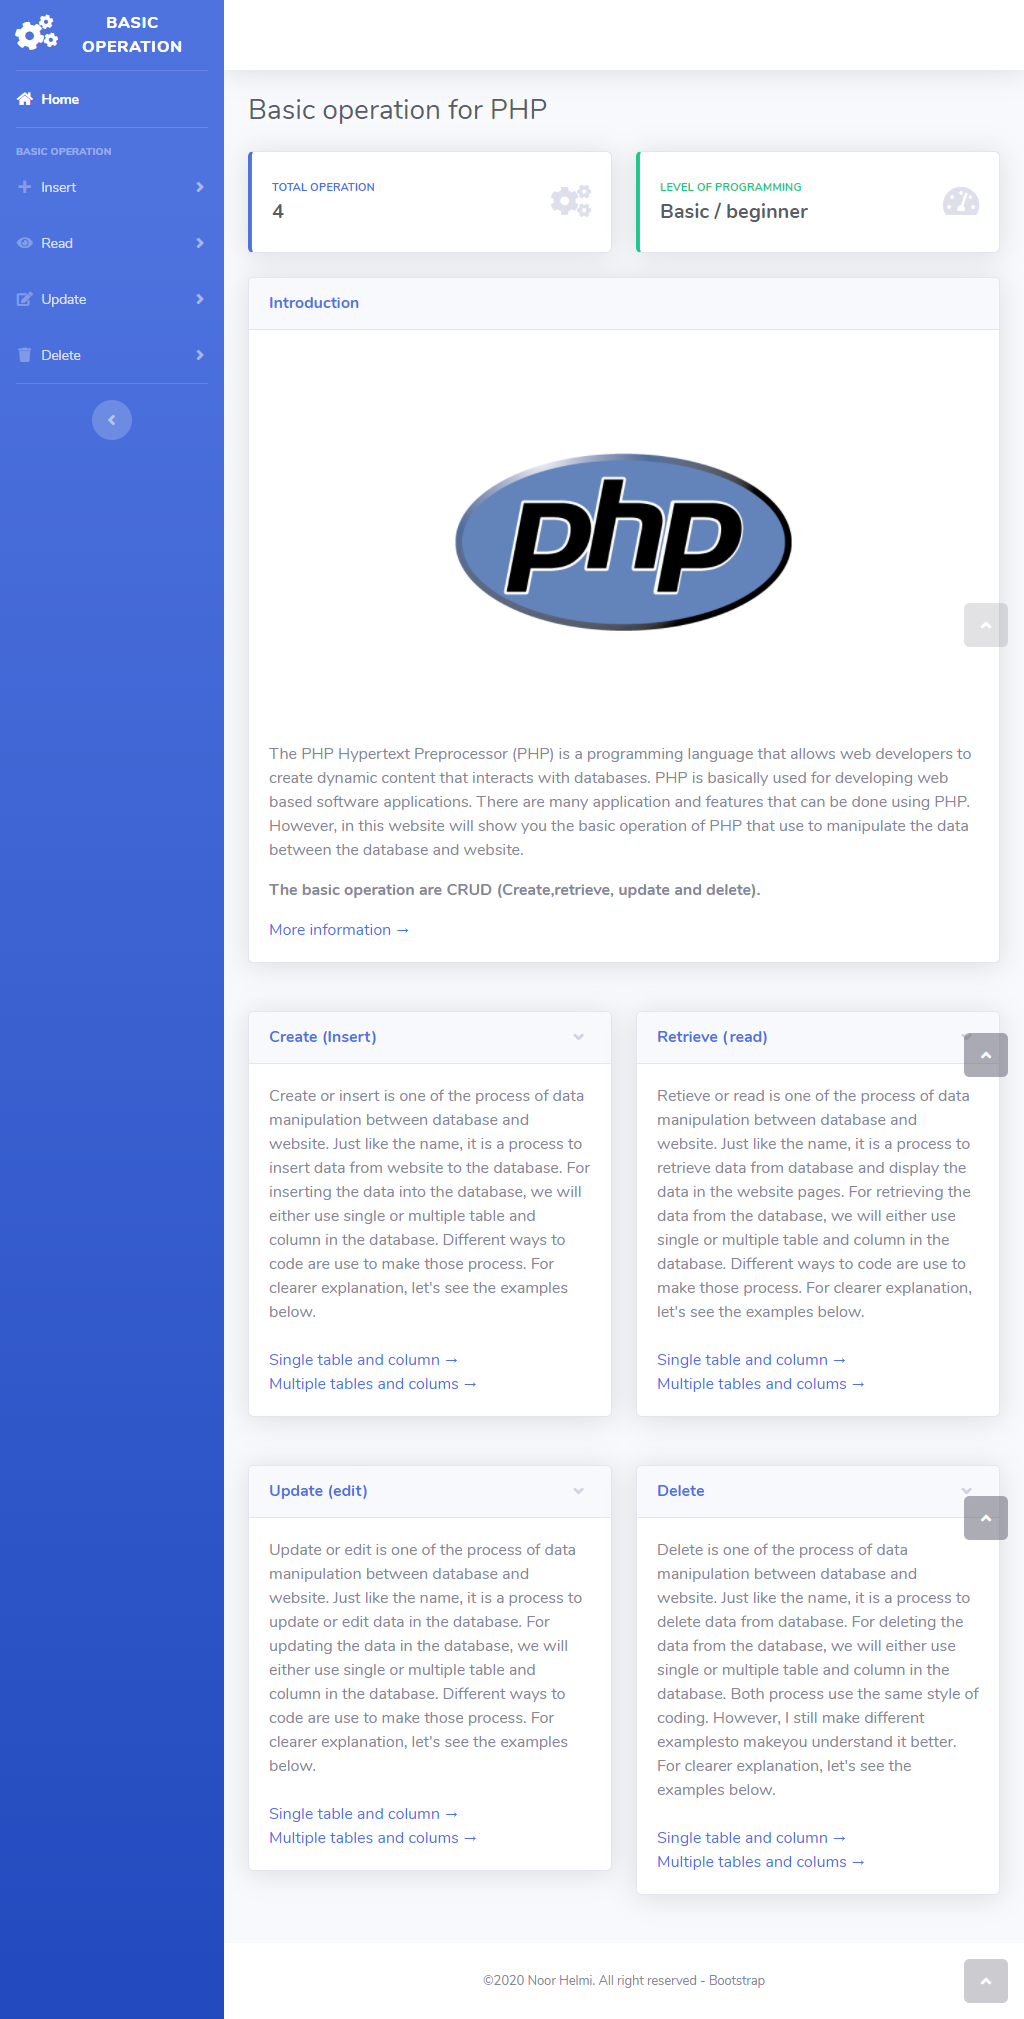 BASIC
OPERATION
Home
BASIC OPERATION
Insert
Read
Update
Delete
Basic operation for PHP
TOTAL OPERATION
4
LEVEL OF PROGRAMMING
Basic / beginner
Introduction
php
The PHP Hypertext Preprocessor (PHP) is a programming language that allows web developers to
create dynamic content that interacts with databases. PHP is basically used for developing web
based software applications. There are many application and features that can be done using PHP.
However, in this website will show you the basic operation of PHP that use to manipulate the data
between the database and website.
The basic operation are CRUD (Create,retrieve, update and delete).
More information →
Create (Insert)
Create or insert is one of the process of data
manipulation between database and
website. Just like the name, it is a process to
insert data from website to the database. For
inserting the data into the database, we will
either use single or multiple table and
column in the database. Different ways to
code are use to make those process. For
clearer explanation, let's see the examples
below.
Single table and column →
Multiple tables and colums →
Retrieve (read)
Retieve or read is one of the process of data
manipulation between database and
website. Just like the name, it is a process to
retrieve data from database and display the
data in the website pages. For retrieving the
data from the database, we will either use
single or multiple table and column in the
database. Different ways to code are use to
make those process. For clearer explanation,
let's see the examples below.
Single table and column →
Multiple tables and colums →
Update (edit)
Update or edit is one of the process of data
manipulation between database and
website. Just like the name, it is a process to
update or edit data in the database. For
updating the data in the database, we will
either use single or multiple table and
column in the database. Different ways to
code are use to make those process. For
clearer explanation, let's see the examples
below.
Single table and column →
Multiple tables and colums →
Delete
Delete is one of the process of data
manipulation between database and
website. Just like the name, it is a process to
delete data from database. For deleting the
data from the database, we will either use
single or multiple table and column in the
database. Both process use the same style of
coding. However, I still make different
examplesto makeyou understand it better.
For clearer explanation, let's see the
examples below.
Single table and column →
Multiple tables and colums →
©2020 Noor Helmi. All right reserved - Bootstrap